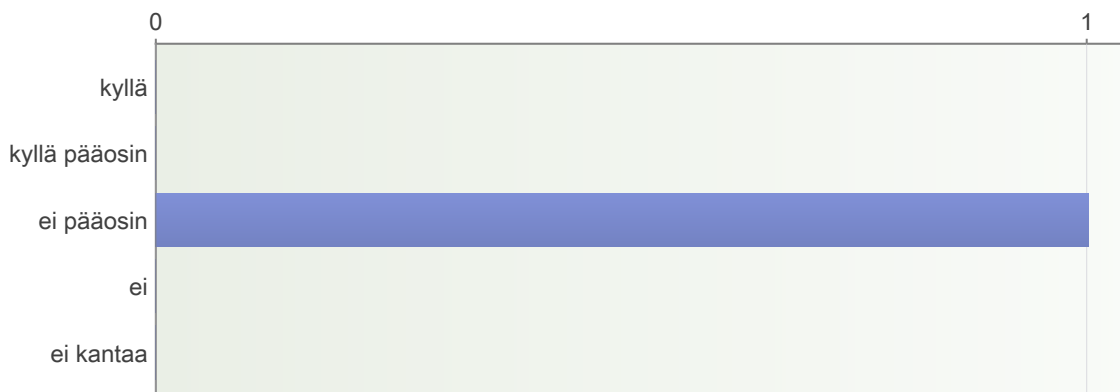 0 1
kyllä
kyllä pääosin
ei pääosin
ei
ei kantaa